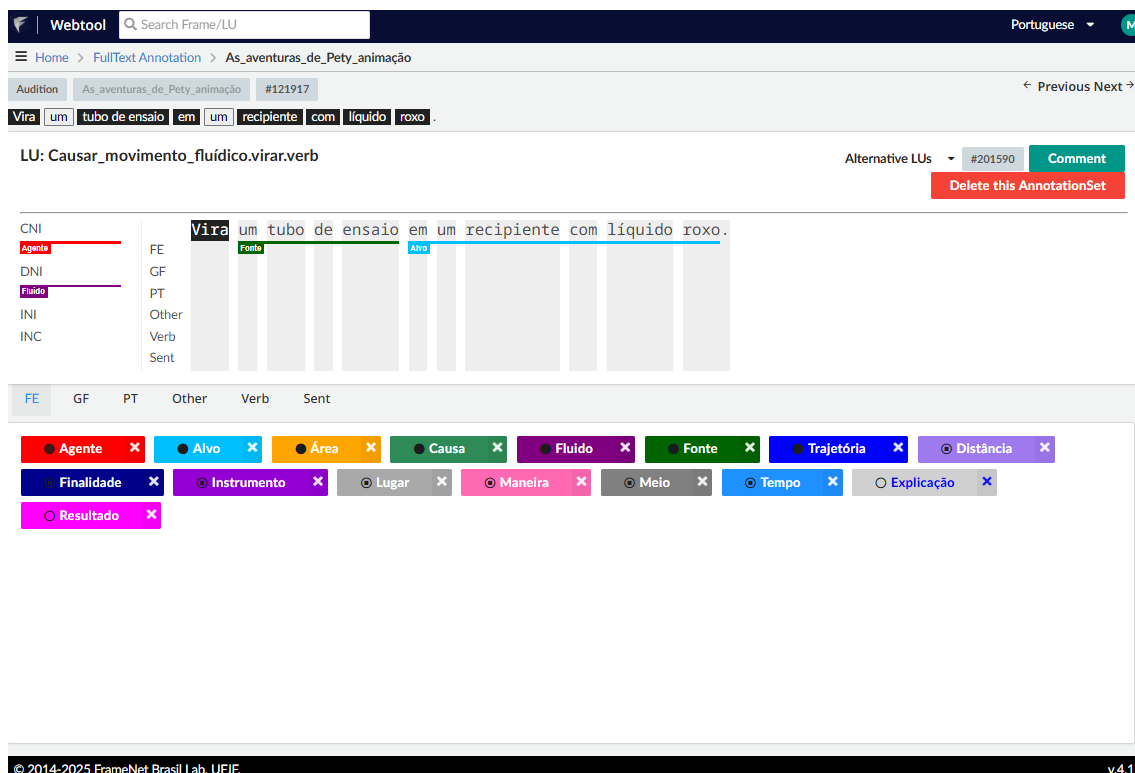 Webtool Search Frame/LU Portuguese M
Home > FullText Annotation > As_aventuras_de_Pety_animação
Audition As_aventuras_de_Pety_animação #121917 ← Previous Next →
Vira um tubo de ensaio em um recipiente com líquido roxo .
LU: Causar_movimento_fluídico.virar.verb
Alternative LUs #201590 Comment
Delete this AnnotationSet
CNI Vira um tubo de ensaio em um recipiente com líquido roxo.
Agente FE Fonte Alvo
DNI GF
Fluido PT
INI Other
INC Verb
Sent
FE GF PT Other Verb Sent
Agente × Alvo × Área × Causa × Fluido × Fonte × Trajetória × Distância ×
Finalidade × Instrumento × Lugar × Maneira × Meio × Tempo × Explicação ×
Resultado ×
© 2014-2025 FrameNet Brasil Lab, UFJF. v.4.1